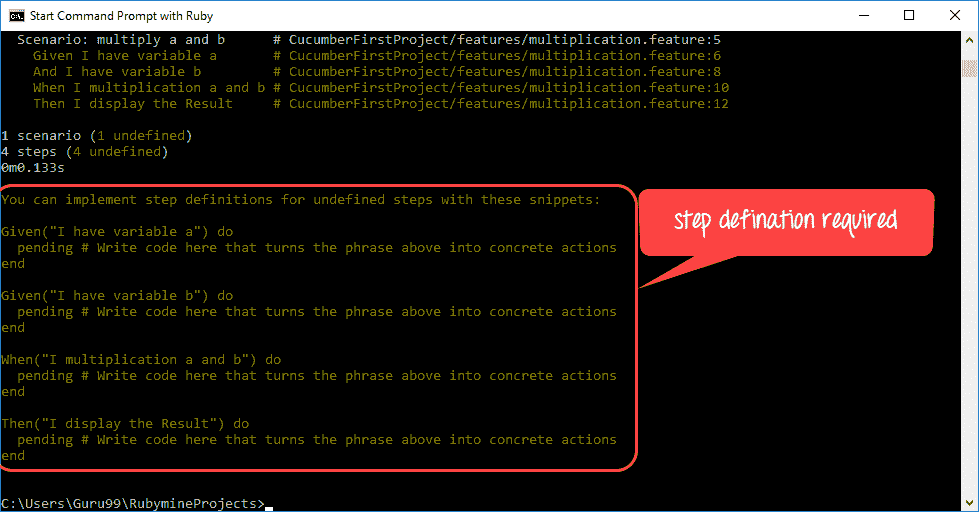 Start Command Prompt with Ruby
Scenario: multiply a and b # CucumberFirstProject/features/multiplication.feature:5
Given I have variable a # CucumberFirstProject/features/multiplication.feature:6
And I have variable b # CucumberFirstProject/features/multiplication.feature:8
When I multiplication a and b # CucumberFirstProject/features/multiplication.feature:10
Then I display the Result # CucumberFirstProject/features/multiplication.feature:12
1 scenario (1 undefined)
4 steps (4 undefined)
0m0.133s
You can implement step definitions for undefined steps with these snippets:
Given("I have variable a") do
pending # Write code here that turns the phrase above into concrete actions
end
Given("I have variable b") do
pending # Write code here that turns the phrase above into concrete actions
end
When("I multiplication a and b") do
pending # Write code here that turns the phrase above into concrete actions
end
Then("I display the Result") do
pending # Write code here that turns the phrase above into concrete actions
end
step defination required
C:\Users\Guru99\RubymineProjects>